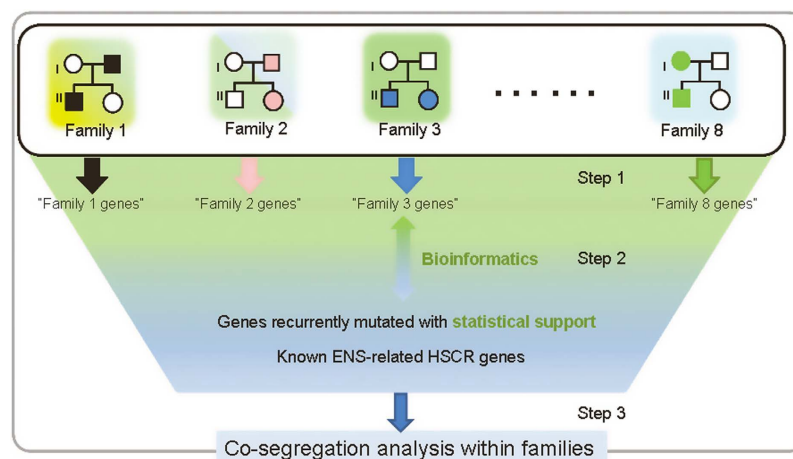 I
II
Family 1
I
II
Family 2
I
II
Family 3
......
I
II
Family 8
Step 1
"Family 1 genes"
"Family 2 genes"
"Family 3 genes"
"Family 8 genes"
Bioinformatics
Step 2
Genes recurrently mutated with statistical support
Known ENS-related HSCR genes
Step 3
Co-segregation analysis within families